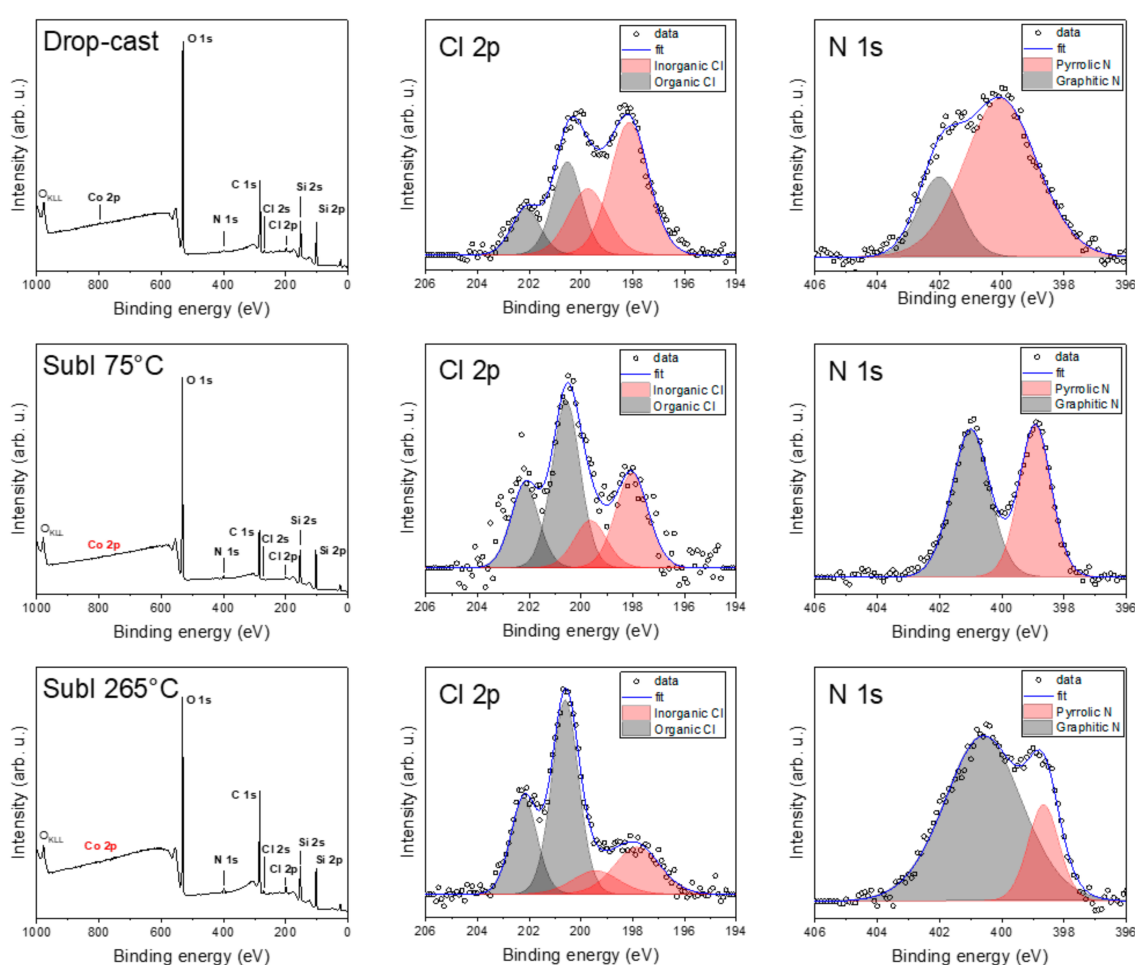 Drop-cast
O 1s
O KLL
Co 2p
N 1s
C 1s
Cl 2s
Cl 2p
Si 2s
Si 2p
Intensity (arb. u.)
1000 800 600 400 200 0
Binding energy (eV)
Cl 2p
data
fit
Inorganic Cl
Organic Cl
Intensity (arb. u.)
206 204 202 200 198 196 194
Binding energy (eV)
N 1s
data
fit
Pyrrolic N
Graphitic N
Intensity (arb. u.)
406 404 402 400 398 396
Binding energy (eV)
Subl 75°C
O 1s
O KLL
Co 2p
N 1s
C 1s
Cl 2s
Cl 2p
Si 2s
Si 2p
Intensity (arb. u.)
1000 800 600 400 200 0
Binding energy (eV)
Cl 2p
data
fit
Inorganic Cl
Organic Cl
Intensity (arb. u.)
206 204 202 200 198 196 194
Binding energy (eV)
N 1s
data
fit
Pyrrolic N
Graphitic N
Intensity (arb. u.)
406 404 402 400 398 396
Binding energy (eV)
Subl 265°C
O 1s
O KLL
Co 2p
N 1s
C 1s
Cl 2s
Cl 2p
Si 2s
Si 2p
Intensity (arb. u.)
1000 800 600 400 200 0
Binding energy (eV)
Cl 2p
data
fit
Inorganic Cl
Organic Cl
Intensity (arb. u.)
206 204 202 200 198 196 194
Binding energy (eV)
N 1s
data
fit
Pyrrolic N
Graphitic N
Intensity (arb. u.)
406 404 402 400 398 396
Binding energy (eV)